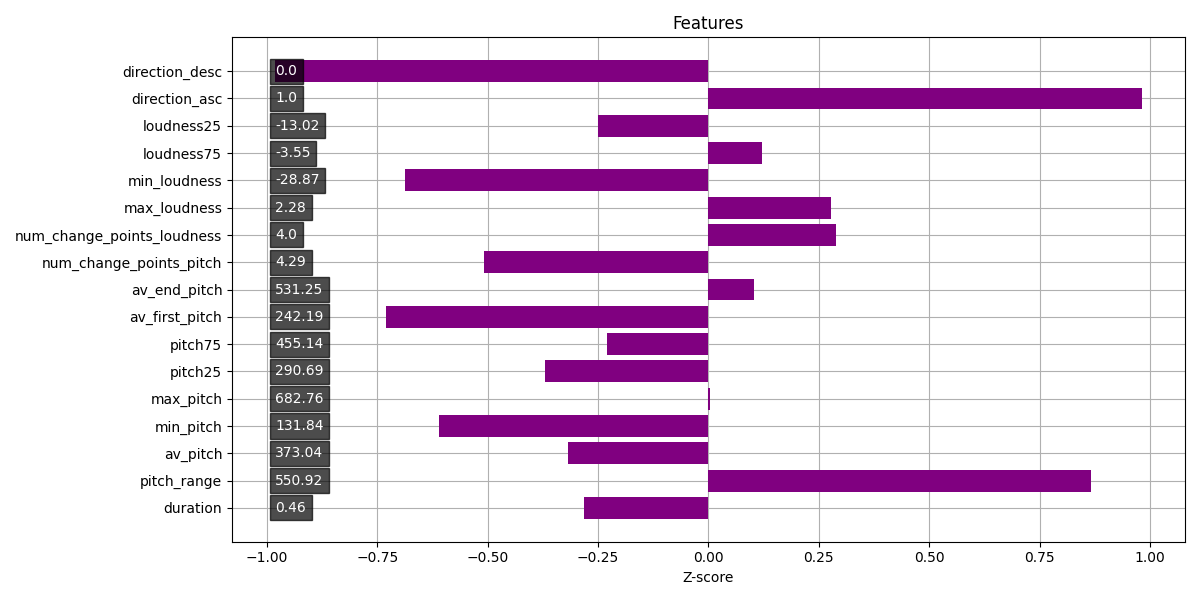 Features
direction_desc 0.0
direction_asc 1.0
loudness25 -13.02
loudness75 -3.55
min_loudness -28.87
max_loudness 2.28
num_change_points_loudness 4.0
num_change_points_pitch 4.29
av_end_pitch 531.25
av_first_pitch 242.19
pitch75 455.14
pitch25 290.69
max_pitch 682.76
min_pitch 131.84
av_pitch 373.04
pitch_range 550.92
duration 0.46
−1.00 −0.75 −0.50 −0.25 0.00 0.25 0.50 0.75 1.00
Z-score